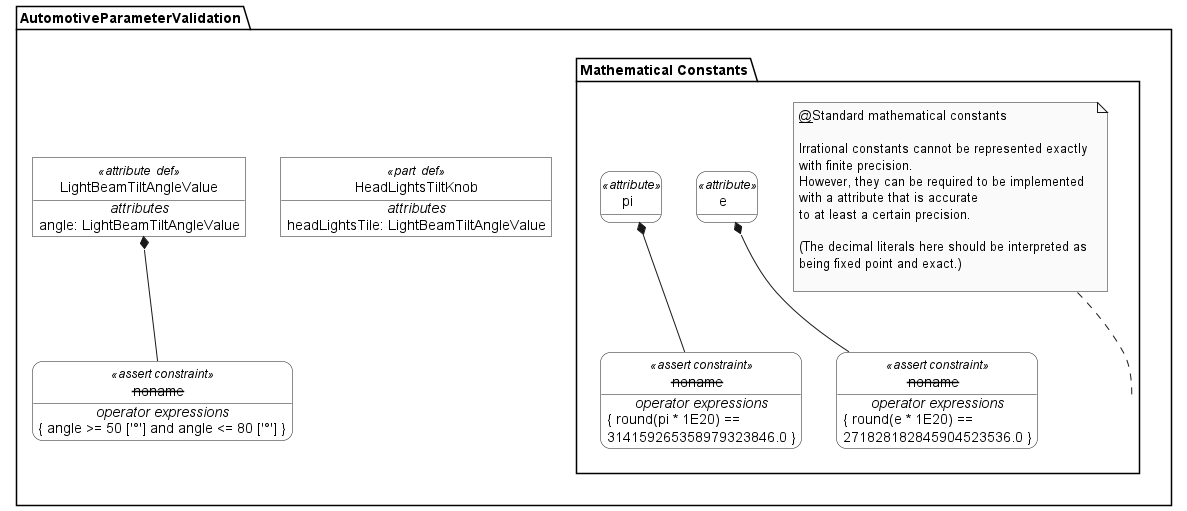 AutomotiveParameterValidation
Mathematical Constants
@Standard mathematical constants
Irrational constants cannot be represented exactly
with finite precision.
However, they can be required to be implemented
with a attribute that is accurate
to at least a certain precision.
(The decimal literals here should be interpreted as
being fixed point and exact.)
«attribute def»
LightBeamTiltAngleValue
attributes
angle: LightBeamTiltAngleValue
«part def»
HeadLightsTiltKnob
attributes
headLightsTile: LightBeamTiltAngleValue
«attribute»
pi
«attribute»
e
«assert constraint»
noname
operator expressions
{ angle >= 50 ['°'] and angle <= 80 ['°'] }
«assert constraint»
noname
operator expressions
{ round(pi * 1E20) ==
314159265358979323846.0 }
«assert constraint»
noname
operator expressions
{ round(e * 1E20) ==
271828182845904523536.0 }